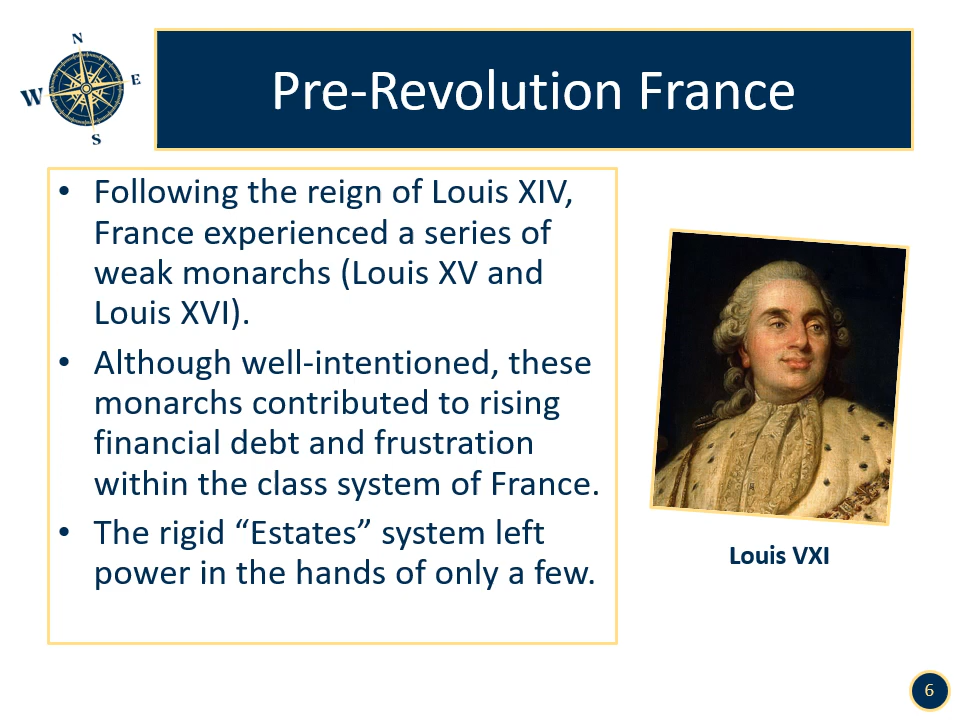 N
W
E
S
Pre-Revolution France
• Following the reign of Louis XIV,
France experienced a series of
weak monarchs (Louis XV and
Louis XVI).
• Although well-intentioned, these
monarchs contributed to rising
financial debt and frustration
within the class system of France.
• The rigid “Estates” system left
power in the hands of only a few.
Louis VXI
6